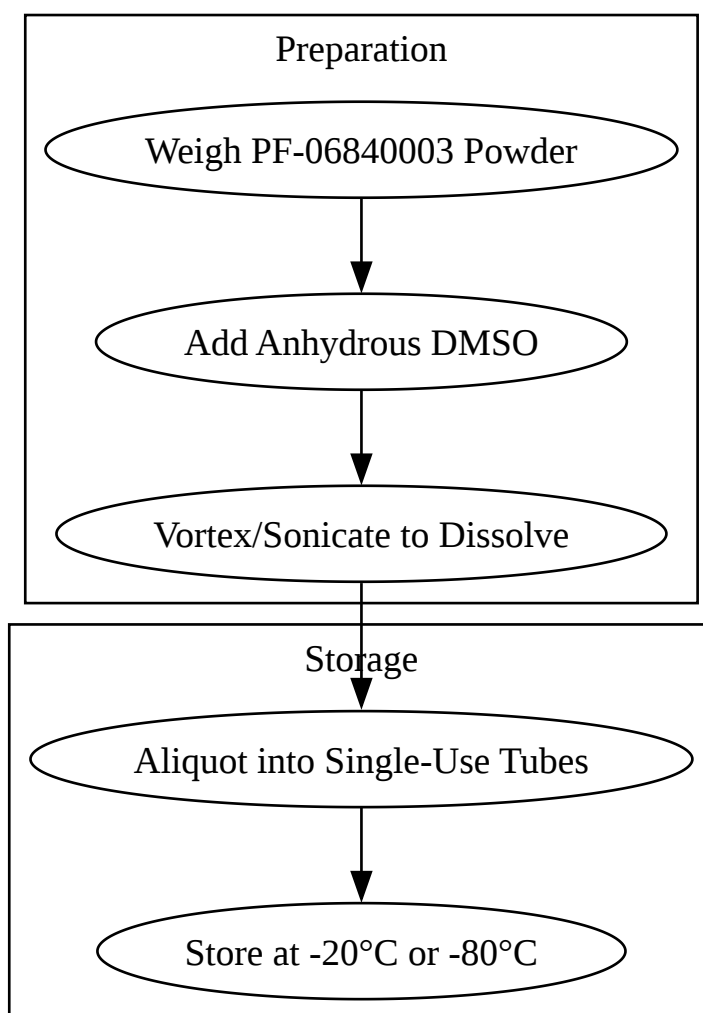 Preparation
Weigh PF-06840003 Powder
Add Anhydrous DMSO
Vortex/Sonicate to Dissolve
Storage
Aliquot into Single-Use Tubes
Store at -20°C or -80°C